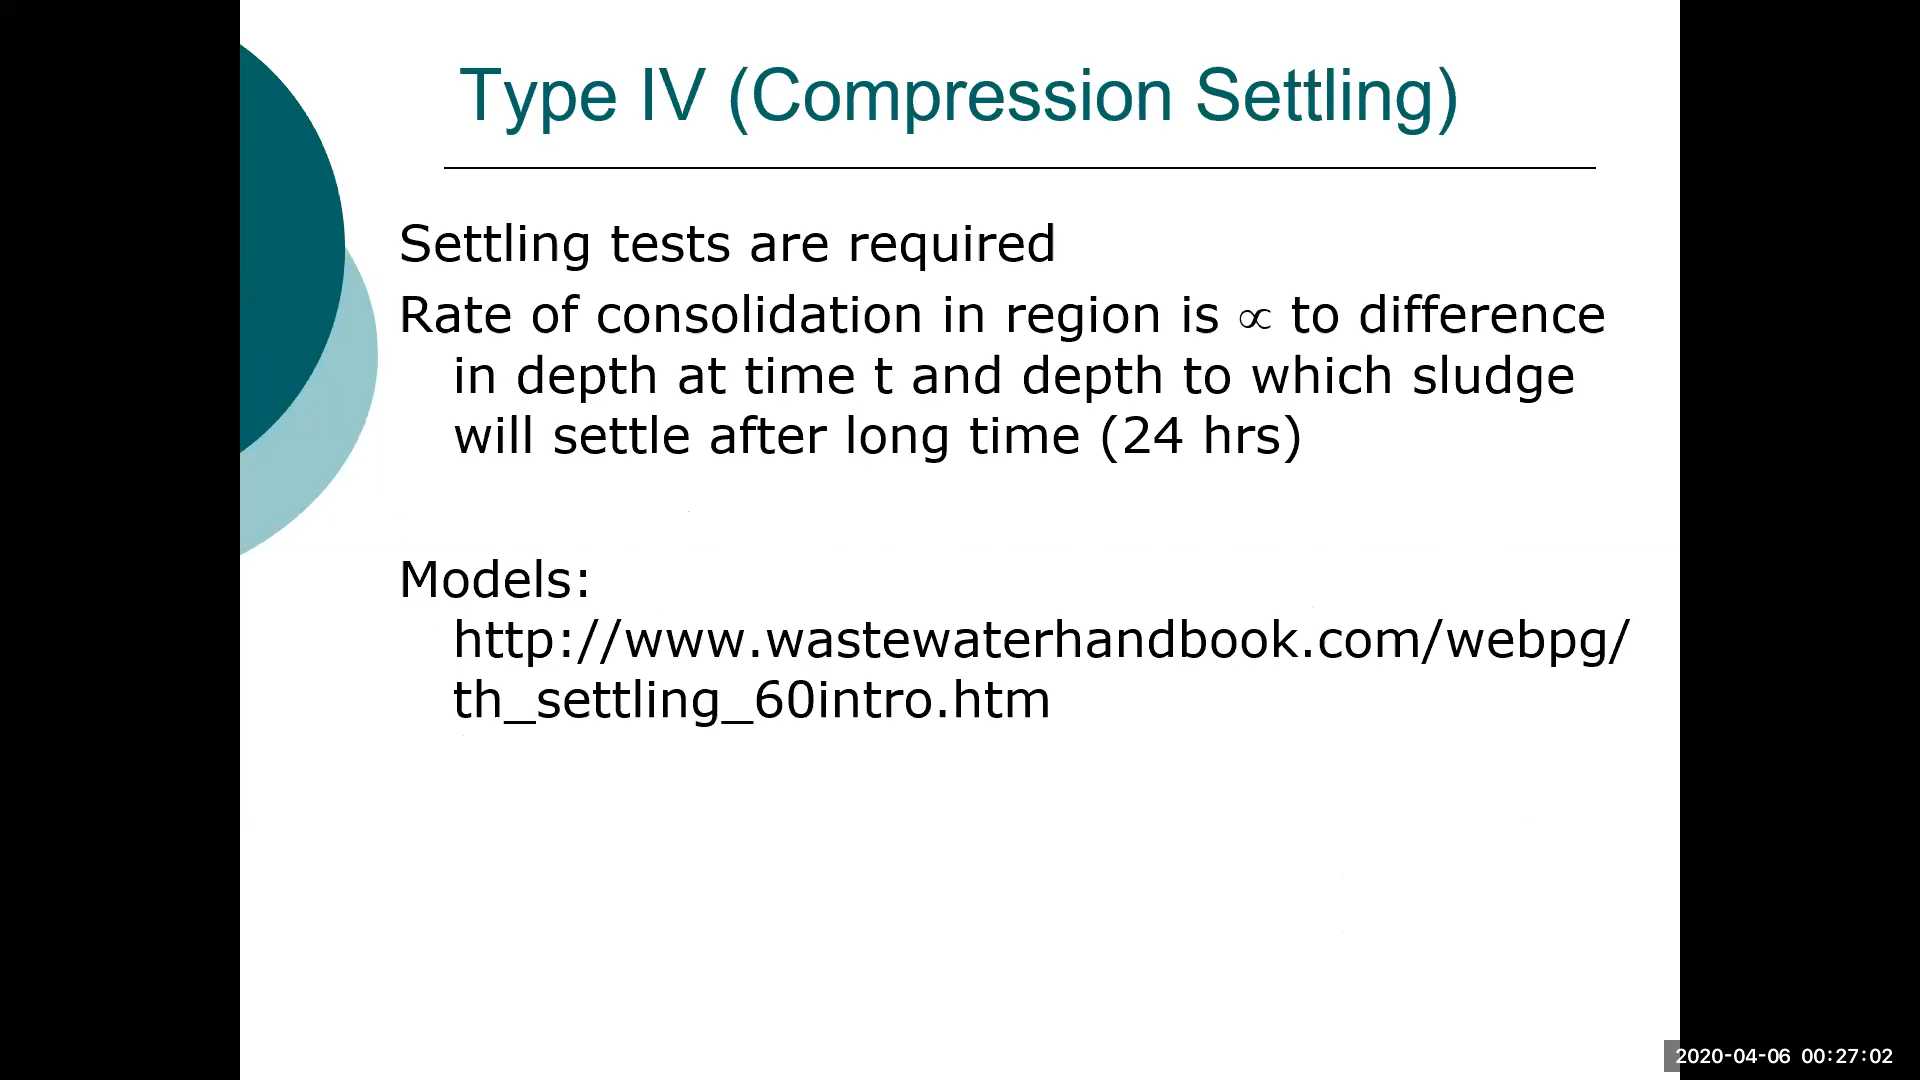 Type IV (Compression Settling)
Settling tests are required
Rate of consolidation in region is ∝ to difference
in depth at time t and depth to which sludge
will settle after long time (24 hrs)
Models:
http://www.wastewaterhandbook.com/webpg/
th_settling_60intro.htm
2020-04-06 00:27:02